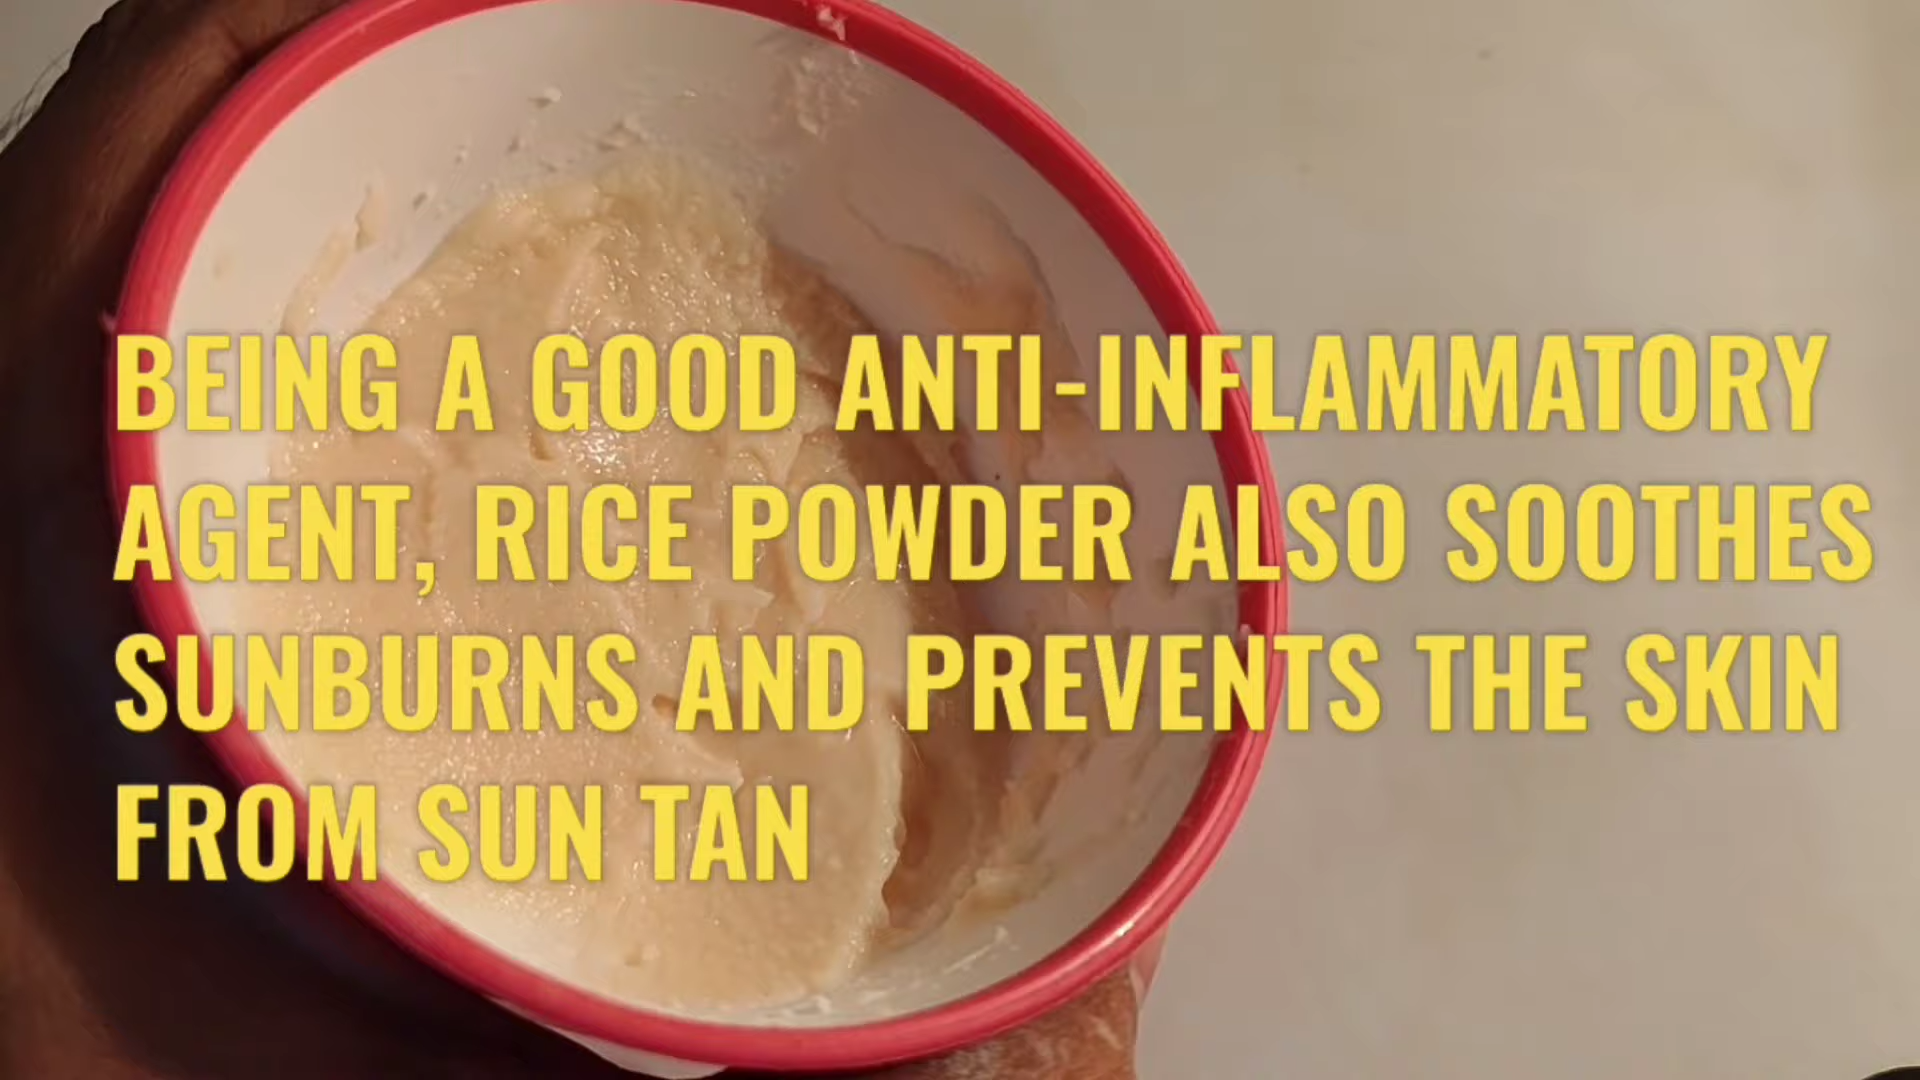 BEING A GOOD ANTI-INFLAMMATORY
AGENT, RICE POWDER ALSO SOOTHES
SUNBURNS AND PREVENTS THE SKIN
FROM SUN TAN